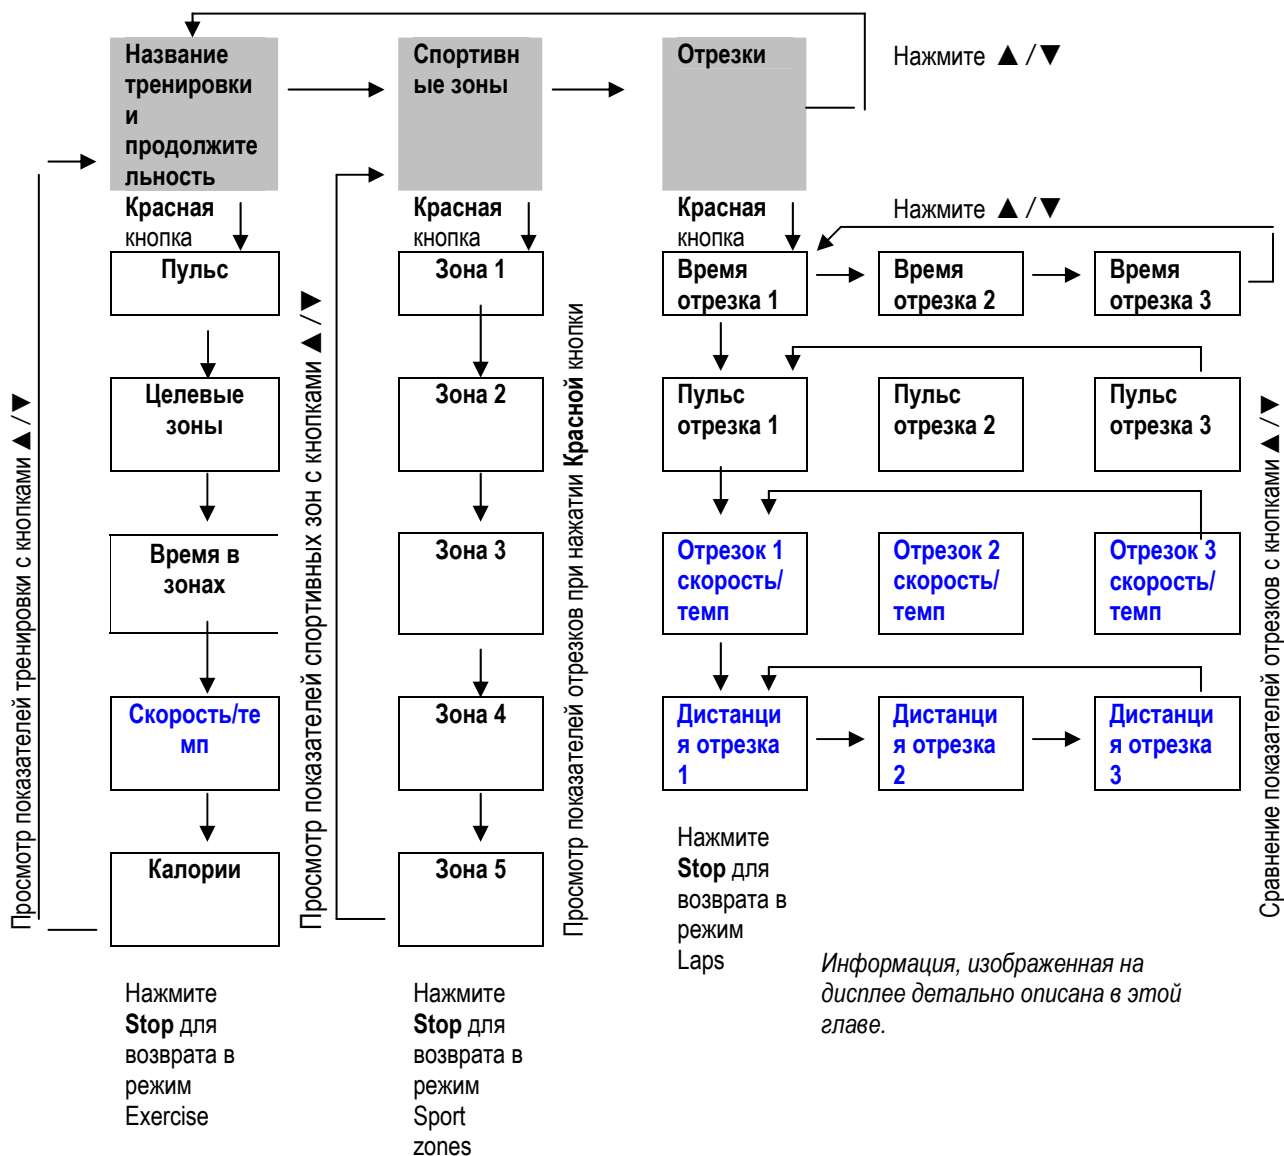 Название
тренировки
и
продолжите
льность
Спортивн
ые зоны
Отрезки
Нажмите ▲ / ▼
Красная
кнопка
Красная
кнопка
Красная
кнопка
Нажмите ▲ / ▼
Просмотр показателей тренировки с кнопками ▲ / ▼
Пульс
Целевые
зоны
Время в
зонах
Скорость/те
мп
Калории
Нажмите
Stop для
возврата в
режим
Exercise
Просмотр показателей спортивных зон с кнопками ▲ / ▼
Зона 1
Зона 2
Зона 3
Зона 4
Зона 5
Нажмите
Stop для
возврата в
режим
Sport
zones
Просмотр показателей отрезков при нажатии Красной кнопки
Время
отрезка 1
Время
отрезка 2
Время
отрезка 3
Пульс
отрезка 1
Пульс
отрезка 2
Пульс
отрезка 3
Отрезок 1
скорость/
темп
Отрезок 2
скорость/
темп
Отрезок 3
скорость/
темп
Дистанци
я отрезка
1
Дистанци
я отрезка
2
Дистанци
я отрезка
3
Сравнение показателей отрезков с кнопками ▲ / ▼
Нажмите
Stop для
возврата в
режим
Laps
Информация, изображенная на
дисплее детально описана в этой
главе.